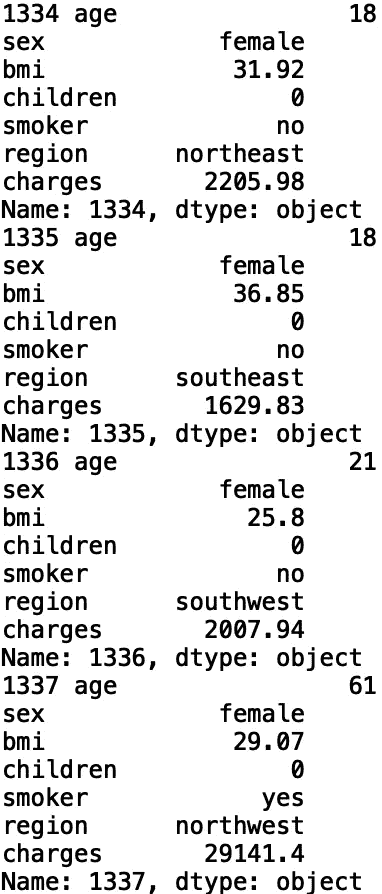 1334 age                18
sex           female
bmi            31.92
children           0
smoker            no
region     northeast
charges      2205.98
Name: 1334, dtype: object
1335 age                18
sex           female
bmi            36.85
children           0
smoker            no
region     southeast
charges      1629.83
Name: 1335, dtype: object
1336 age                21
sex           female
bmi             25.8
children           0
smoker            no
region     southwest
charges      2007.94
Name: 1336, dtype: object
1337 age                61
sex           female
bmi            29.07
children           0
smoker           yes
region     northwest
charges      29141.4
Name: 1337, dtype: object